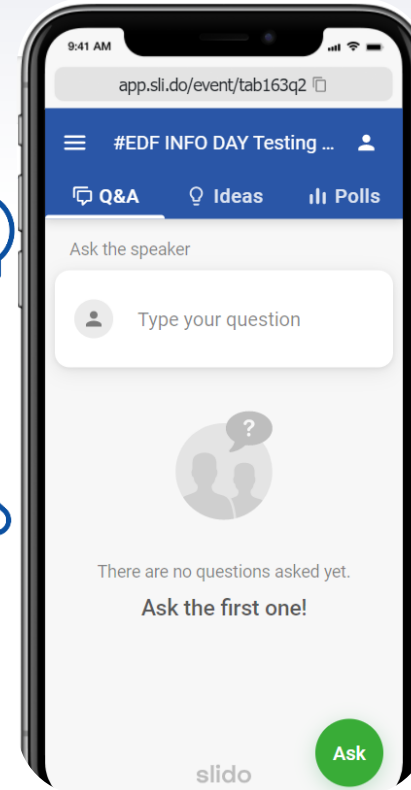 9:41 AM
app.sli.do/event/tab163q2
#EDF INFO DAY Testing ...
Q&A Ideas Polls
Ask the speaker
Type your question
?
There are no questions asked yet.
Ask the first one!
Ask
slido